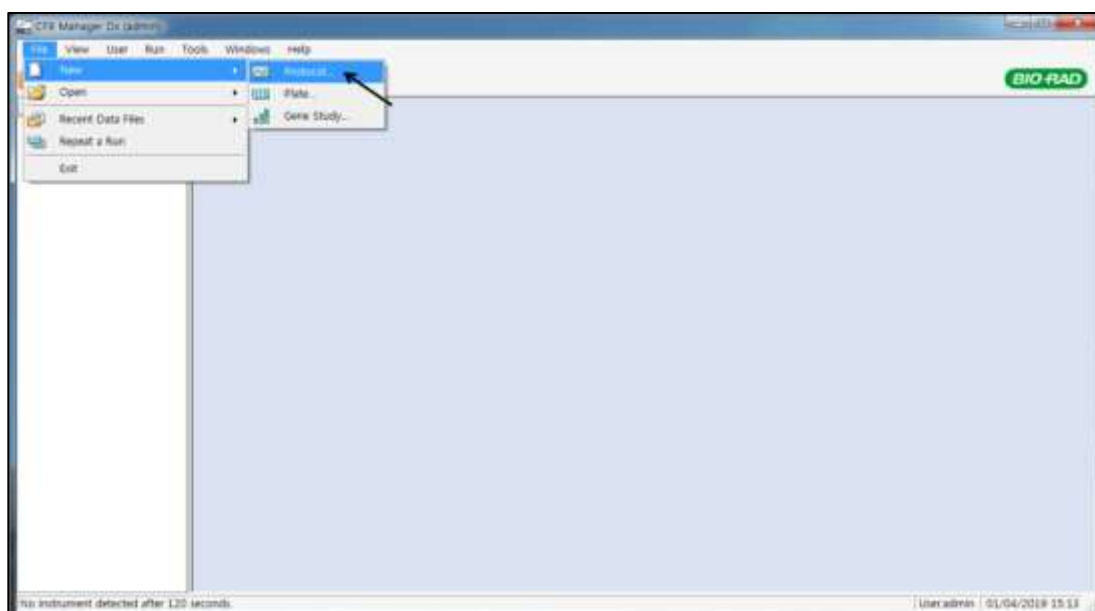 CFX Manager Dx (admin)
File View User Run Tools Windows Help
New
Protocol...
BIO-RAD
Open
Plate...
Recent Data Files
Gene Study...
Repeat a Run
Exit
No instrument detected after 120 seconds.
User:admin 01/04/2019 15:13